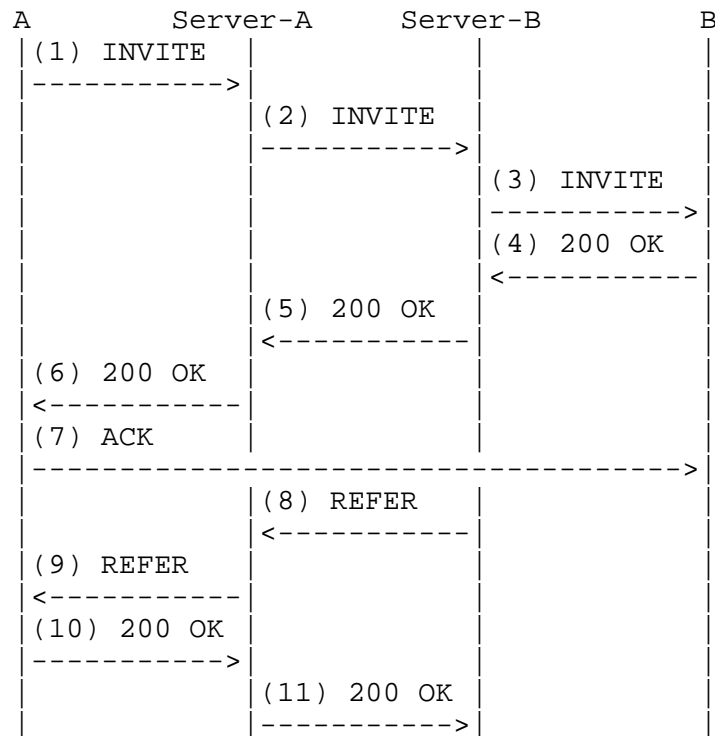 A Server-A Server-B B
(1) INVITE
(2) INVITE
(3) INVITE
(4) 200 OK
(5) 200 OK
(6) 200 OK
(7) ACK
(8) REFER
(9) REFER
(10) 200 OK
(11) 200 OK